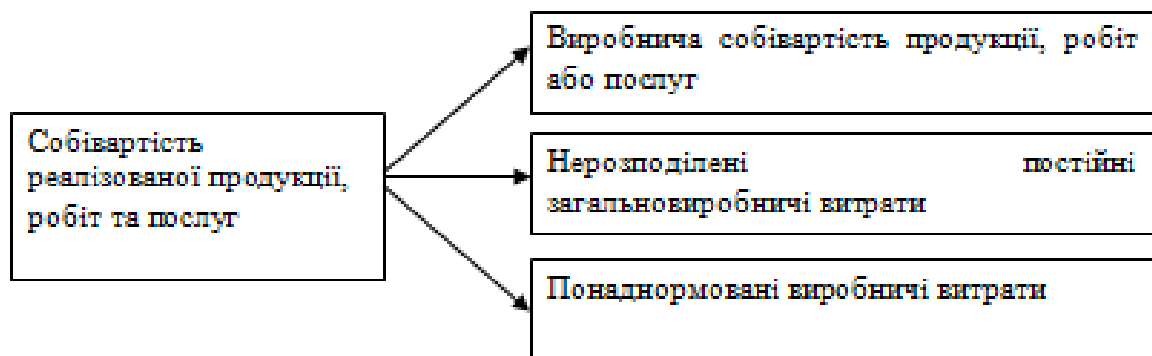 Собівартість
реалізованої продукції,
робіт та послуг
Виробнича собівартість продукції, робіт
або послуг
Нерозподілені постійні
загальновиробничі витрати
Понаднормовані виробничі витрати